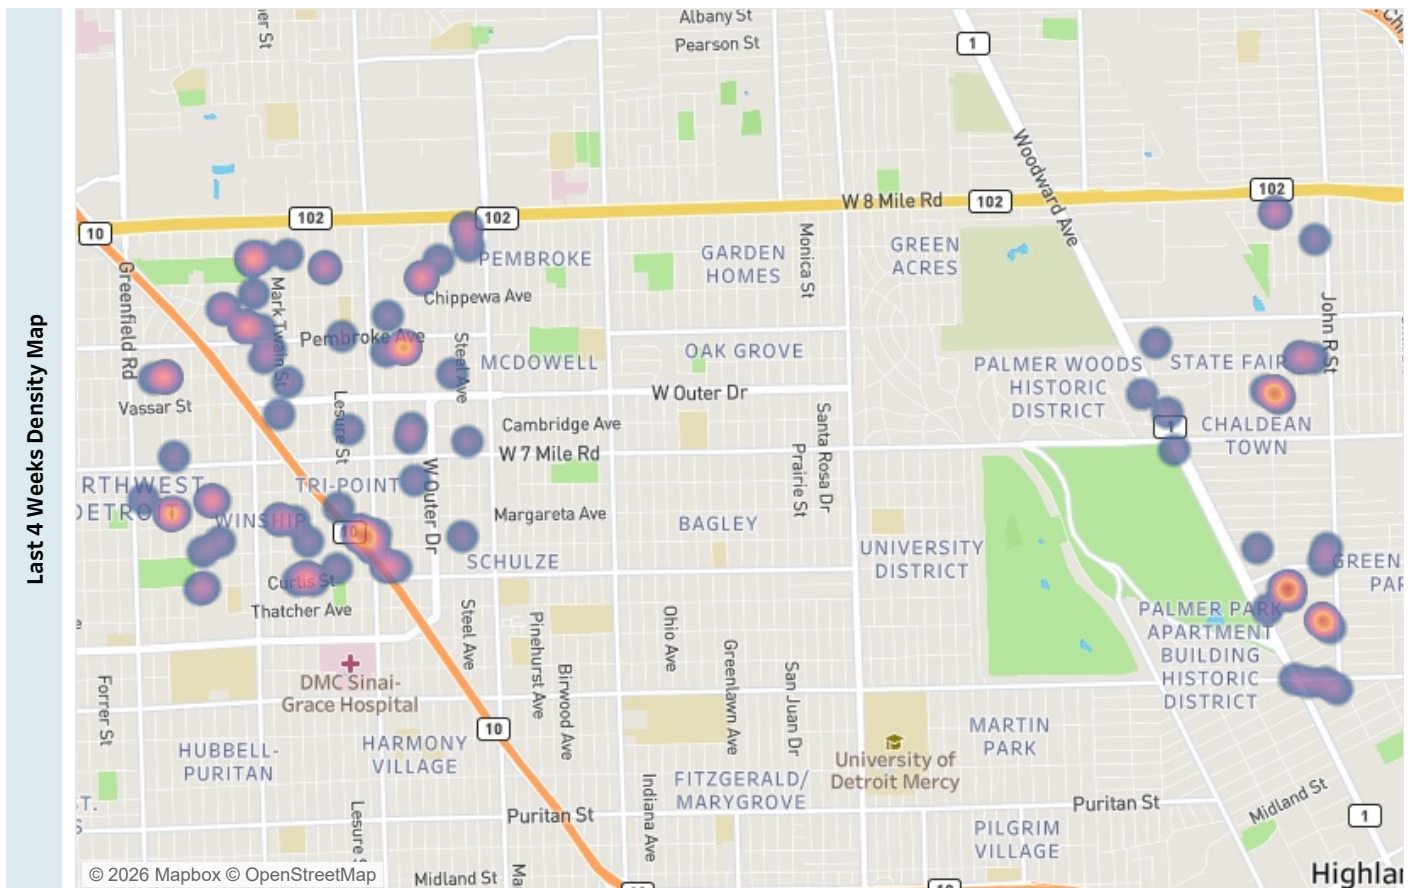 Last 4 Weeks Density Map
Albany St
Pearson St
1
Woodward Ave
W 8 Mile Rd
102
102
102
102
10
Greenfield Rd
Mark Twain St
PEMBROKE
Chippewa Ave
GARDEN
HOMES
Monica St
GREEN
ACRES
John R St
Pembroke Ave
Steel Ave
MCDOWELL
OAK GROVE
PALMER WOODS
HISTORIC
DISTRICT
STATE FAIR
Vassar St
Lesure St
W Outer Dr
Cambridge Ave
W 7 Mile Rd
Santa Rosa Dr
Prairie St
1
CHALDEAN
TOWN
RTHWEST
DETROIT
TRI-POINT
W Outer Dr
WINSHIP
10
Margareta Ave
BAGLEY
SCHULZE
UNIVERSITY
DISTRICT
GREEN
PAR
Curtis St
Thatcher Ave
Steel Ave
Pinehurst Ave
Birwood Ave
Ohio Ave
Greenlawn Ave
San Juan Dr
PALMER PARK
APARTMENT
BUILDING
HISTORIC
DISTRICT
DMC Sinai-
Grace Hospital
Forrer St
10
HUBBELL-
PURITAN
HARMONY
VILLAGE
MARTIN
PARK
University of
Detroit Mercy
FITZGERALD/
MARYGROVE
Indiana Ave
Puritan St
Puritan St
Midland St
1
Lesure S
PILGRIM
VILLAGE
Highlan
Midland St
© 2026 Mapbox © OpenStreetMap